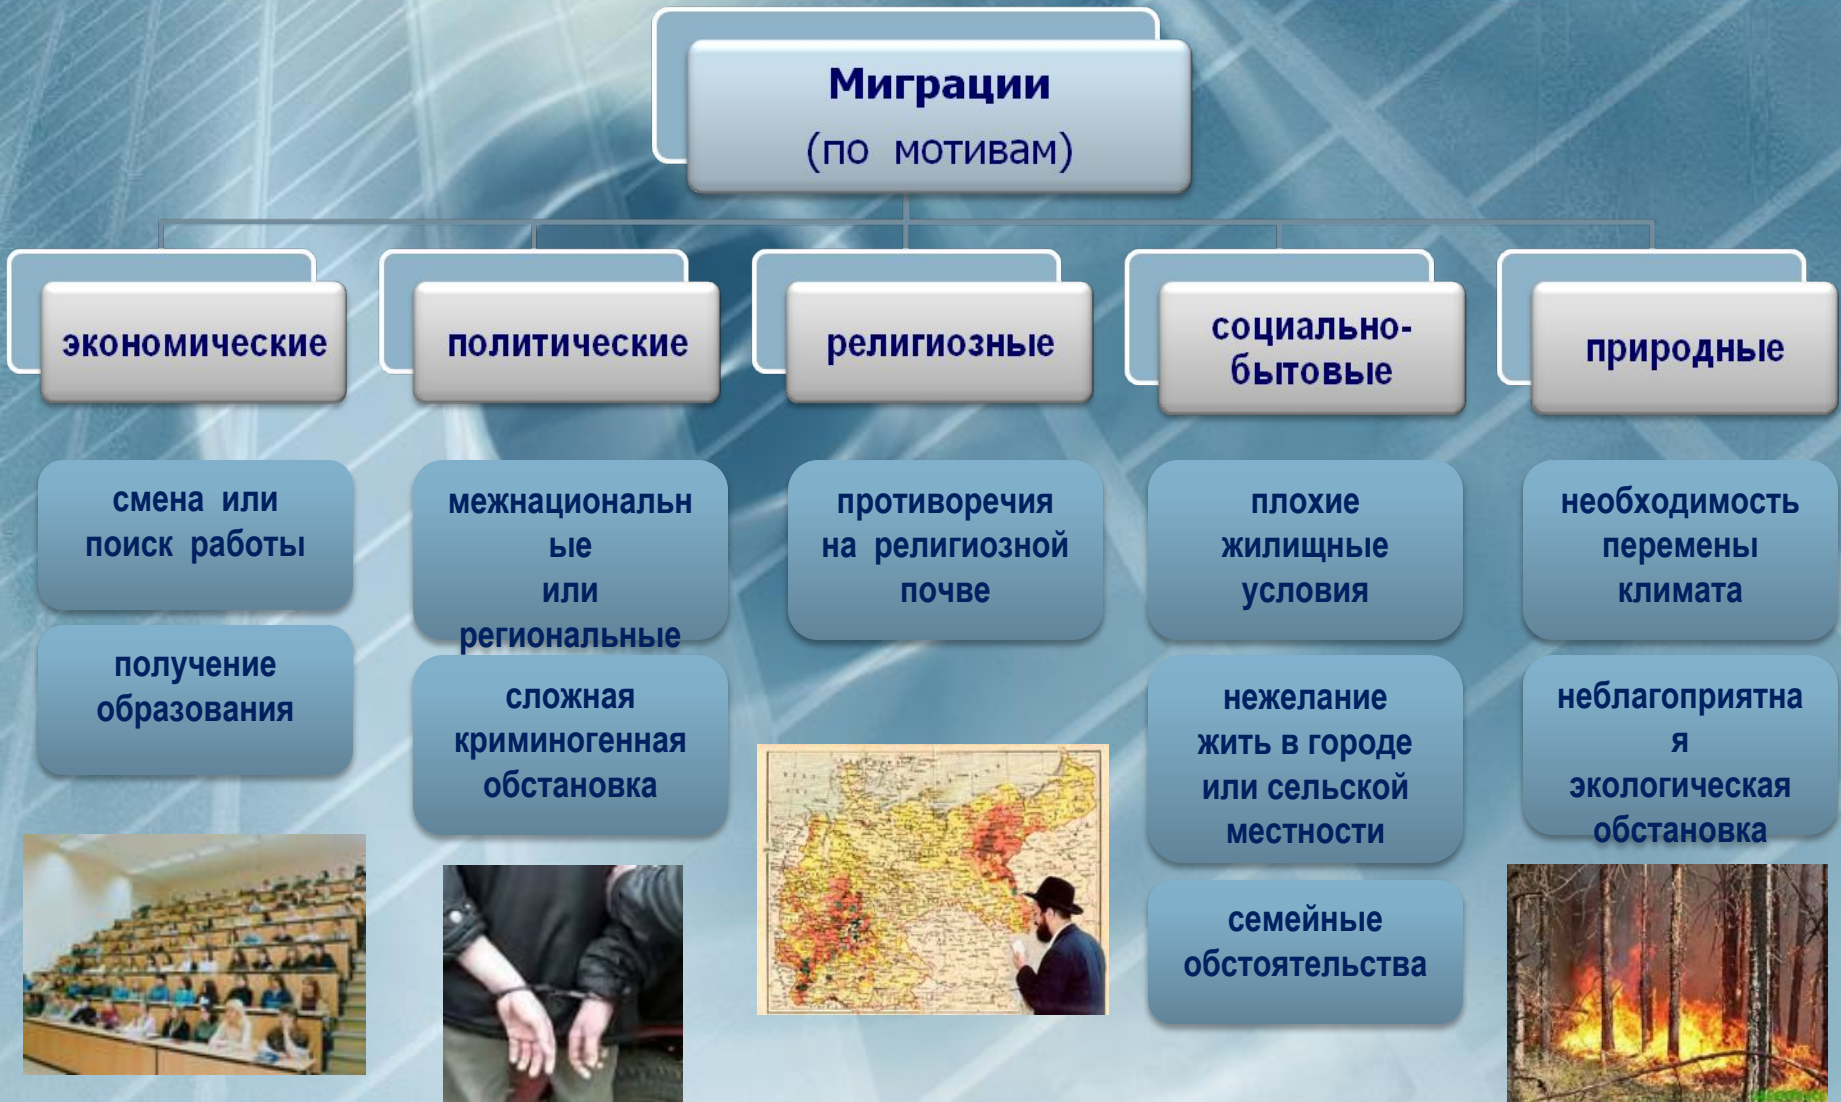 Миграции
(по мотивам)
экономические
политические
религиозные
социально-
бытовые
природные
смена или
поиск работы
получение
образования
межнациональн
ые
или
региональные
сложная
криминогенная
обстановка
противоречия
на религиозной
почве
плохие
жилищные
условия
нежелание
жить в городе
или сельской
местности
семейные
обстоятельства
необходимость
перемены
климата
неблагоприятна
я
экологическая
обстановка